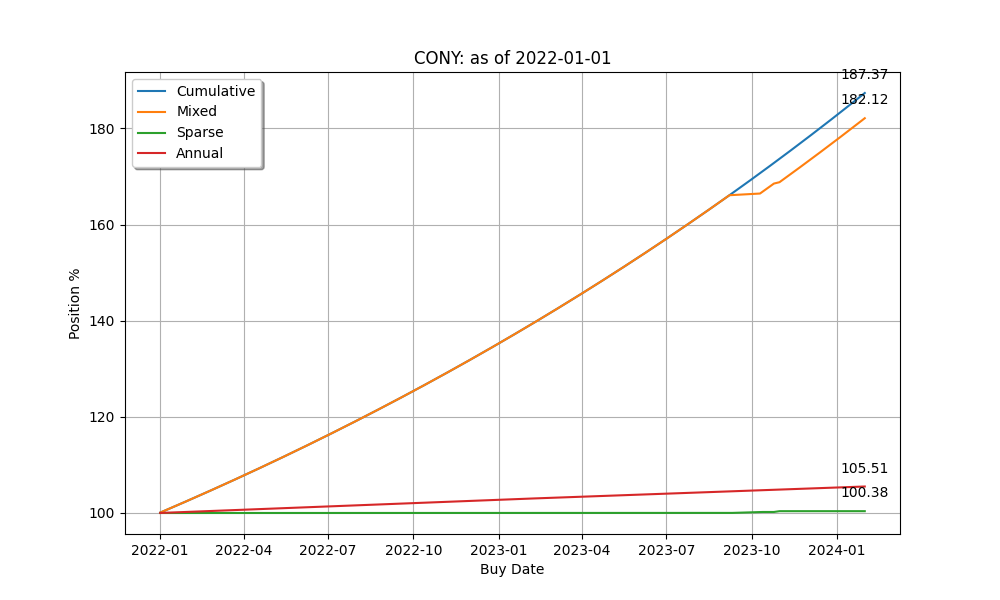 CONY: as of 2022-01-01
187.37
182.12
Cumulative
Mixed
Sparse
Annual
180
160
140
120
100
Position %
105.51
100.38
2022-01 2022-04 2022-07 2022-10 2023-01 2023-04 2023-07 2023-10 2024-01
Buy Date